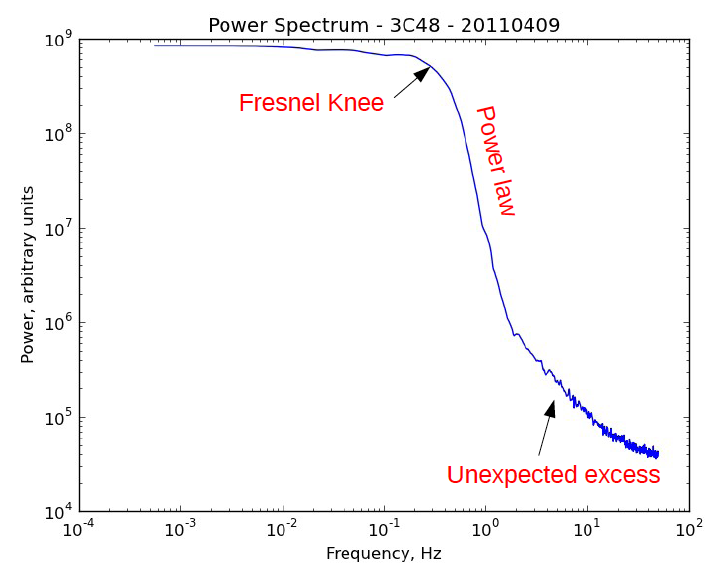 Power Spectrum - 3C48 - 20110409
10^9
Fresnel Knee
Power law
10^8
10^7
Power, arbitrary units
10^6
10^5
Unexpected excess
10^4
10^-4 10^-3 10^-2 10^-1 10^0 10^1 10^2
Frequency, Hz